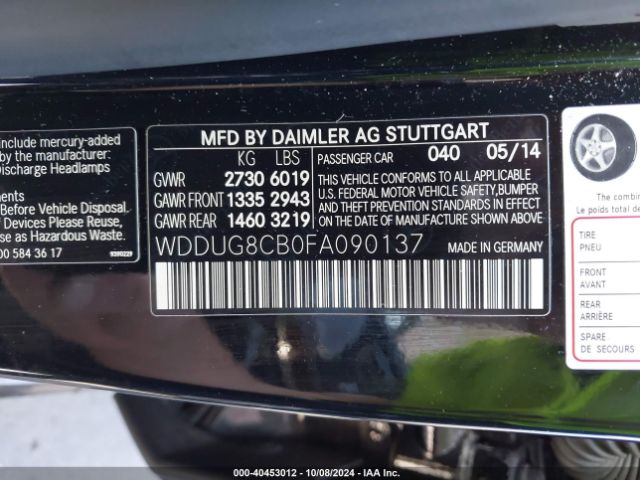 include mercury-added
the manufacturer:
Discharge Headlamps
ements
Before Vehicle Disposal.
Devices Please Reuse,
as Hazardous Waste.
00 584 36 17
MFD BY DAIMLER AG STUTTGART
KG LBS
PASSENGER CAR 040 05/14
GVWR 2730 6019
GAWR FRONT 1335 2943
GAWR REAR 1460 3219
THIS VEHICLE CONFORMS TO ALL APPLICABLE
U.S. FEDERAL MOTOR VEHICLE SAFETY, BUMPER
AND THEFT PREVENTION STANDARDS IN EFFECT
ON THE DATE OF MANUFACTURE SHOWN ABOVE.
WDDUG8CB0FA090137 MADE IN GERMANY
The combin
Le poids total de
TIRE
PNEU
FRONT
AVANT
REAR
ARRIÈRE
SPARE
DE SECOURS
000-40453012 - 10/08/2024 - IAA Inc.